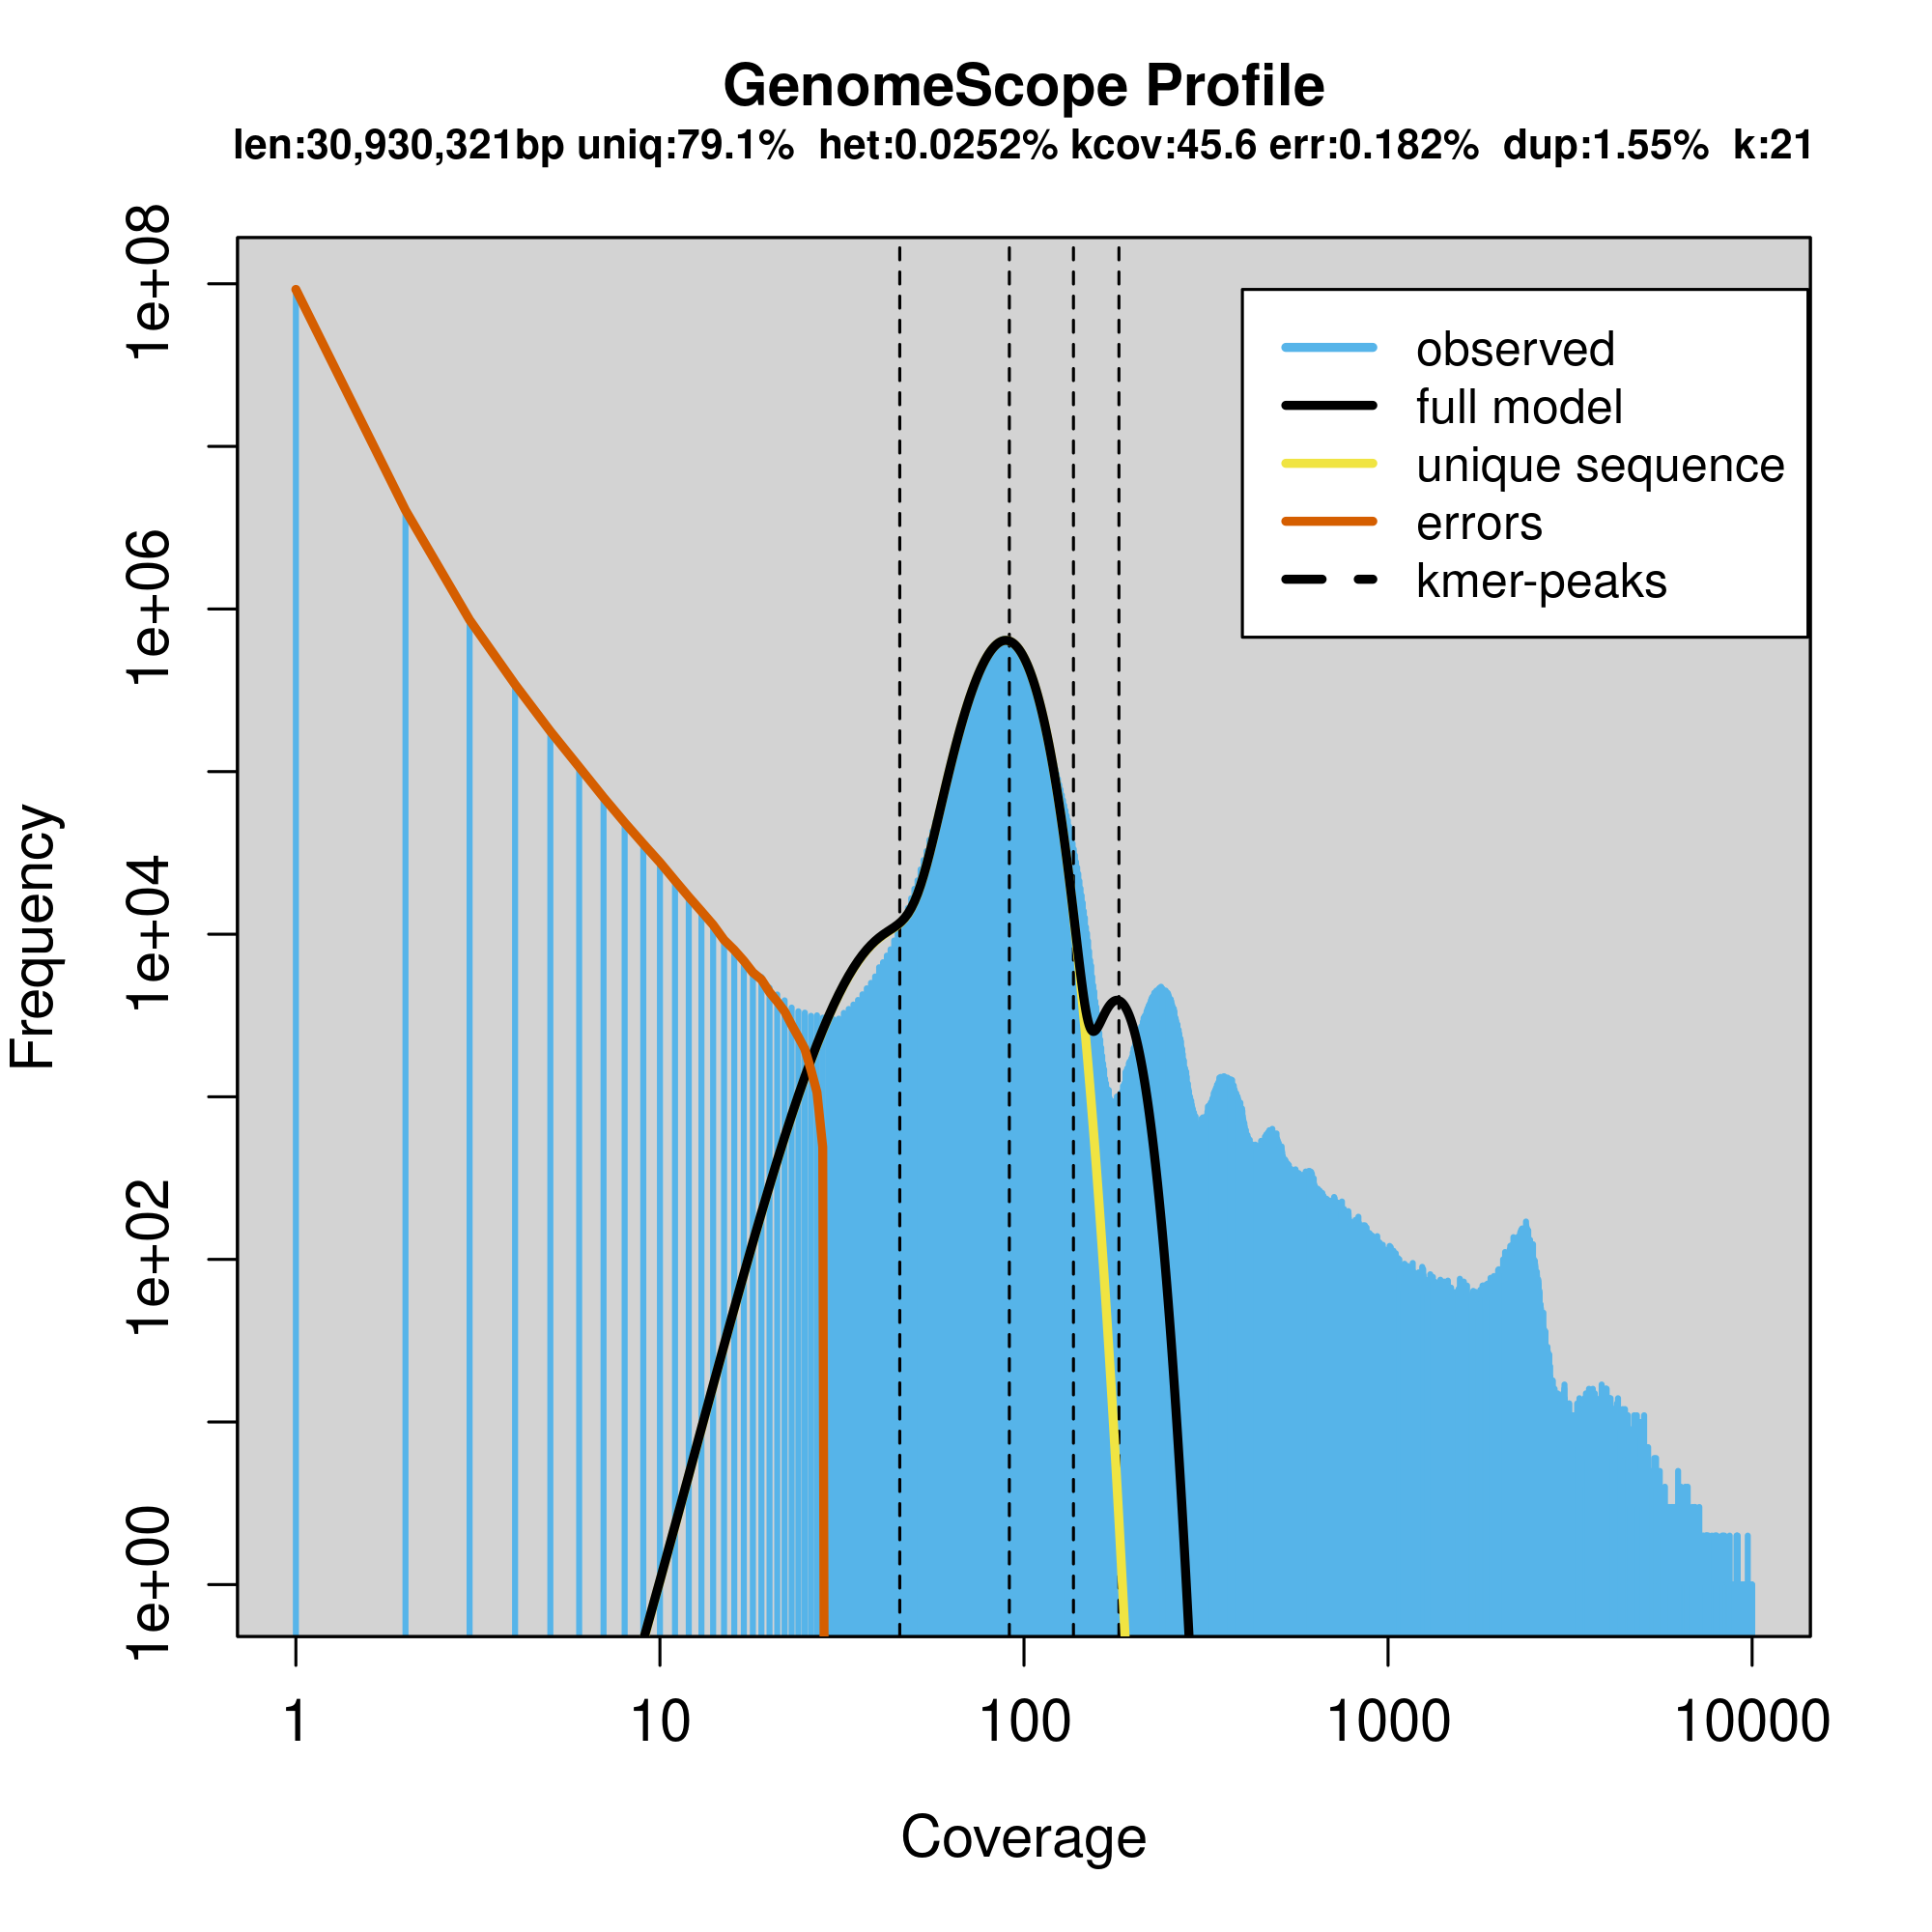 GenomeScope Profile
len:30,930,321bp uniq:79.1% het:0.0252% kcov:45.6 err:0.182% dup:1.55% k:21
1e+08
1e+06
1e+04
1e+02
1e+00
Frequency
observed
full model
unique sequence
errors
kmer-peaks
1 10 100 1000 10000
Coverage